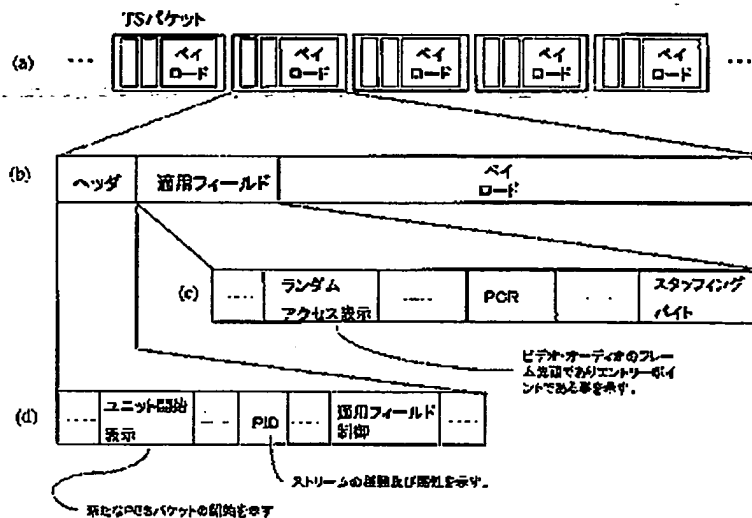 TSパケット
(a) ・・・ ペイ ペイ ペイ ペイ ペイ ・・・
ロード ロード ロード ロード ロード
(b) ヘッダ 適用フィールド ペイ
ロード
(c) ・・・・ ランダム ・・・・・ PCR ・・ スタッフィング
アクセス表示 バイト
ビデオ・オーディオのフレー
ム先頭でありエントリーポイ
ントである事を示す。
(d) ・・・・ ユニット開始 ・・・ PID ・・・・ 適用フィールド ・・・・
表示 制御
ストリームの種類及び属性を示す。
新たなPESパケットの開始を示す